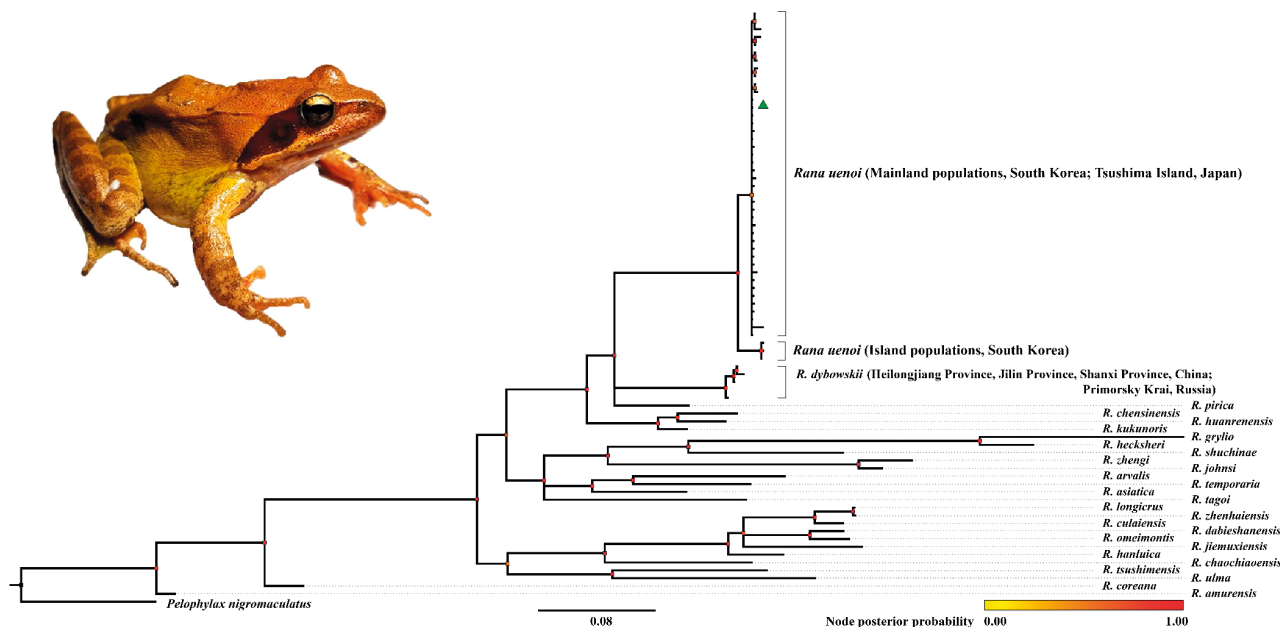 Rana uenoi (Mainland populations, South Korea; Tsushima Island, Japan)
Rana uenoi (Island populations, South Korea)
R. dybowskii (Heilongjiang Province, Jilin Province, Shanxi Province, China;
Primorsky Krai, Russia)
R. pirica
R. chensinensis
R. huanrenensis
R. kukunoris
R. grylio
R. hecksheri
R. shuchinae
R. zhengi
R. johnsi
R. arvalis
R. temporaria
R. asiatica
R. tagoi
R. longicrus
R. zhenhaiensis
R. culaiensis
R. dabieshanensis
R. omeimontis
R. jiemuxiensis
R. hanluica
R. chaochiaoensis
R. tsushimensis
R. ulma
R. coreana
R. amurensis
Pelophylax nigromaculatus
0.08
Node posterior probability 0.00 1.00